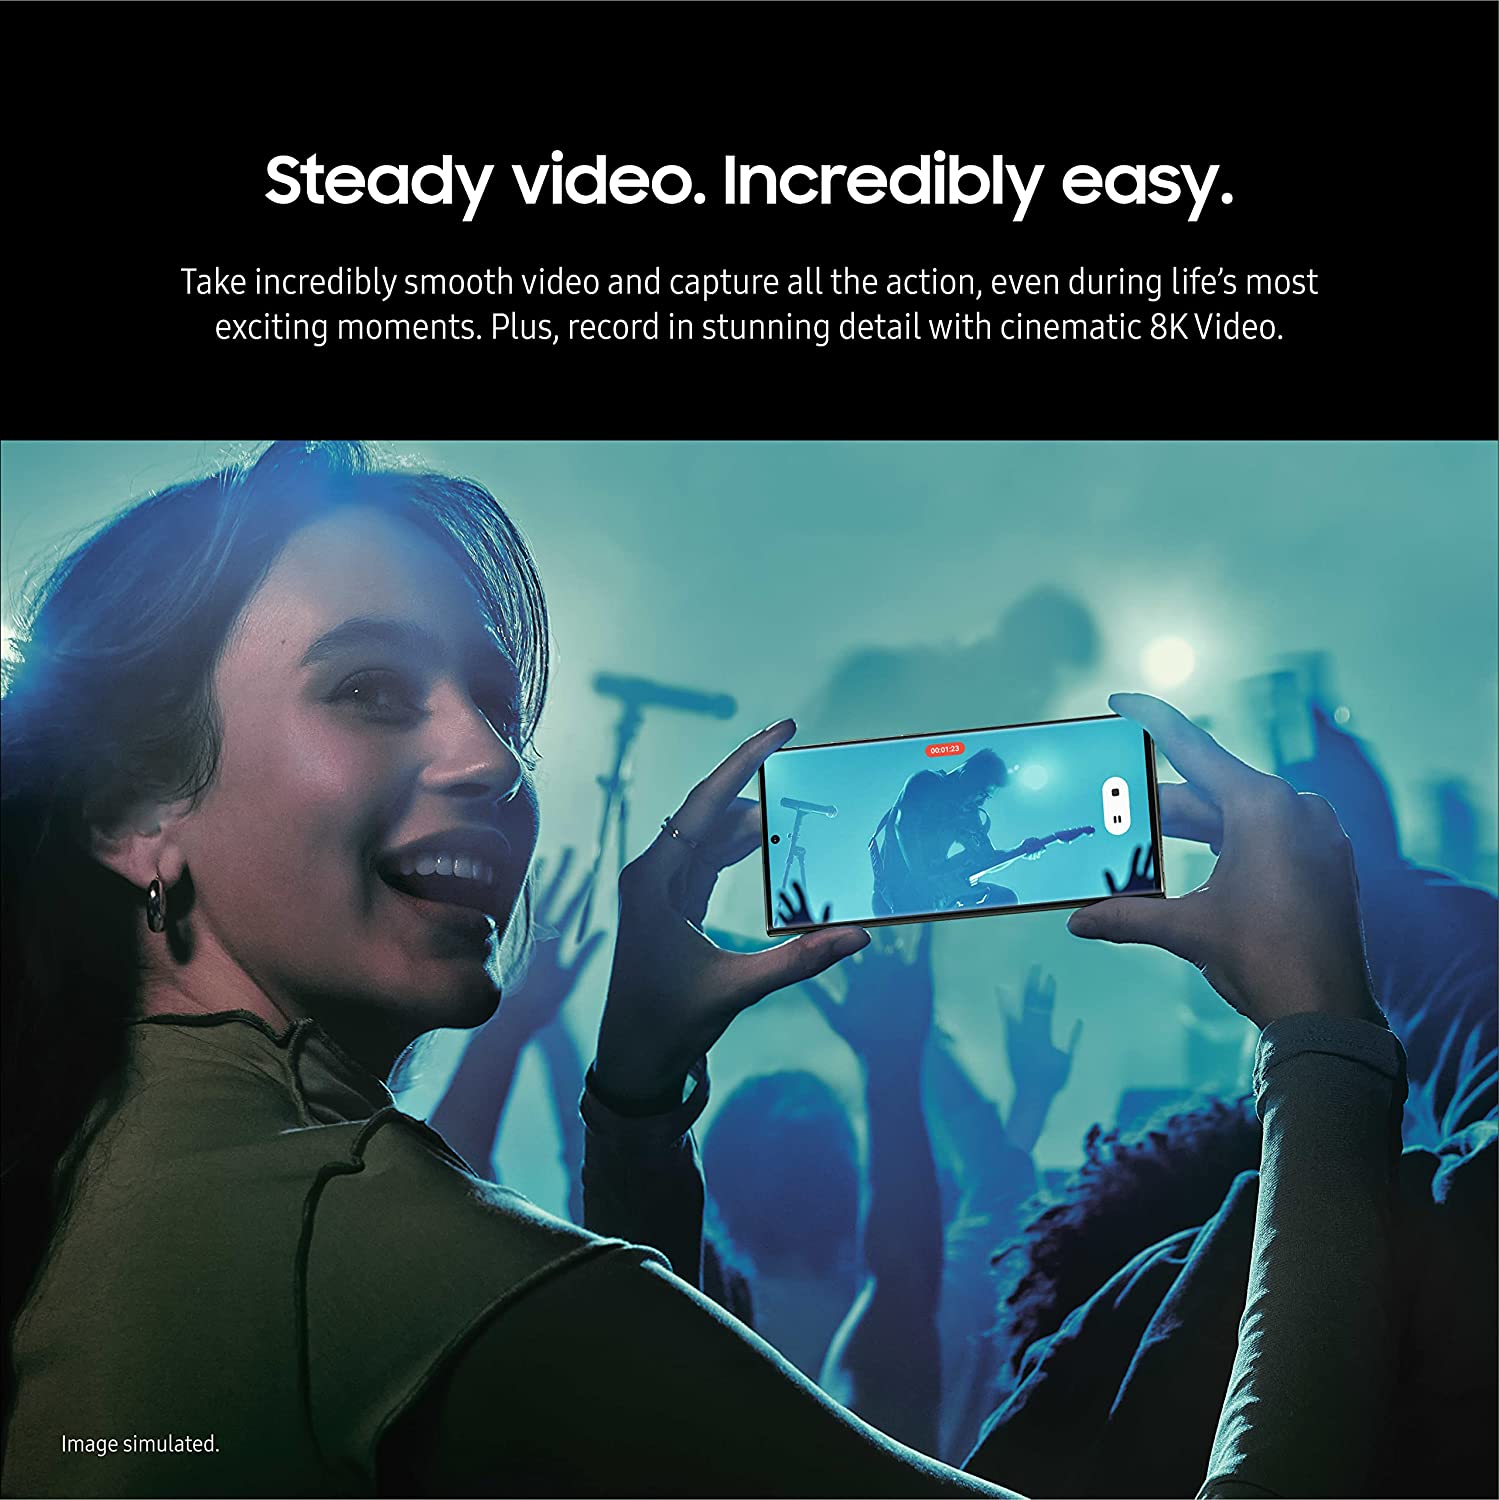 Steady video. Incredibly easy.
Take incredibly smooth video and capture all the action, even during life’s most
exciting moments. Plus, record in stunning detail with cinematic 8K Video.
00:01:23
Image simulated.